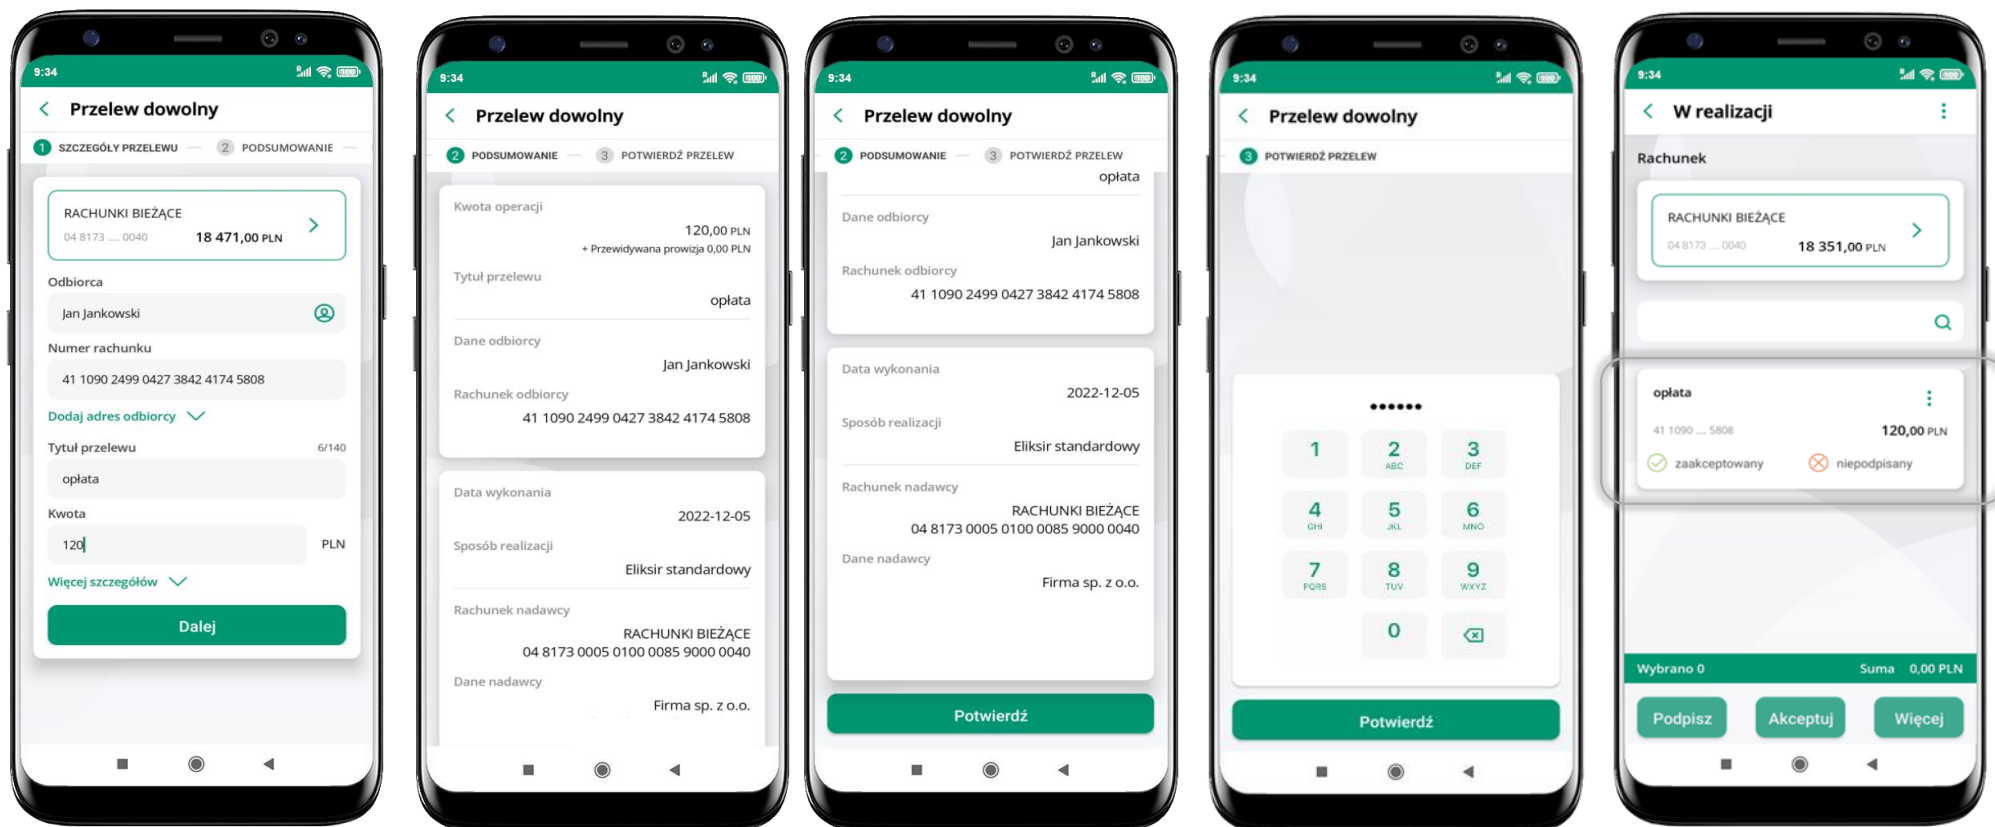 9:34
Przelew dowolny
1 SZCZEGÓŁY PRZELEWU 2 PODSUMOWANIE
RACHUNKI BIEŻĄCE
04 8173 .... 0040 18 471,00 PLN
Odbiorca
Jan Jankowski
Numer rachunku
41 1090 2499 0427 3842 4174 5808
Dodaj adres odbiorcy
Tytuł przelewu 6/140
opłata
Kwota
120 PLN
Więcej szczegółów
Dalej
9:34
Przelew dowolny
2 PODSUMOWANIE 3 POTWIERDŹ PRZELEW
Kwota operacji
120,00 PLN
+ Przewidywana prowizja 0,00 PLN
Tytuł przelewu
opłata
Dane odbiorcy
Jan Jankowski
Rachunek odbiorcy
41 1090 2499 0427 3842 4174 5808
Data wykonania
2022-12-05
Sposób realizacji
Eliksir standardowy
Rachunek nadawcy
RACHUNKI BIEŻĄCE
04 8173 0005 0100 0085 9000 0040
Dane nadawcy
Firma sp. z o.o.
9:34
Przelew dowolny
2 PODSUMOWANIE 3 POTWIERDŹ PRZELEW
opłata
Dane odbiorcy
Jan Jankowski
Rachunek odbiorcy
41 1090 2499 0427 3842 4174 5808
Data wykonania
2022-12-05
Sposób realizacji
Eliksir standardowy
Rachunek nadawcy
RACHUNKI BIEŻĄCE
04 8173 0005 0100 0085 9000 0040
Dane nadawcy
Firma sp. z o.o.
Potwierdź
9:34
Przelew dowolny
3 POTWIERDŹ PRZELEW
••••••
1 2 3
ABC DEF
4 5 6
GHI JKL MNO
7 8 9
PQRS TUV WXYZ
0
Potwierdź
9:34
W realizacji
Rachunek
RACHUNKI BIEŻĄCE
04 8173 .... 0040 18 351,00 PLN
opłata
41 1090 .... 5808 120,00 PLN
zaakceptowany niepodpisany
Wybrano 0 Suma 0,00 PLN
Podpisz Akceptuj Więcej